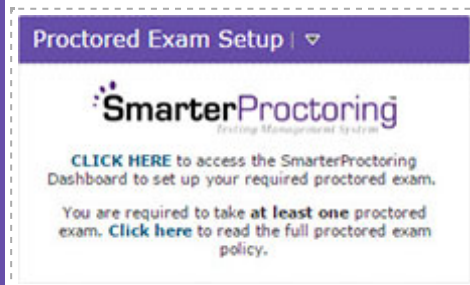 Proctored Exam Setup
SmarterProctoring
Testing Management System
CLICK HERE to access the SmarterProctoring
Dashboard to set up your required proctored exam.
You are required to take at least one proctored
exam. Click here to read the full proctored exam
policy.